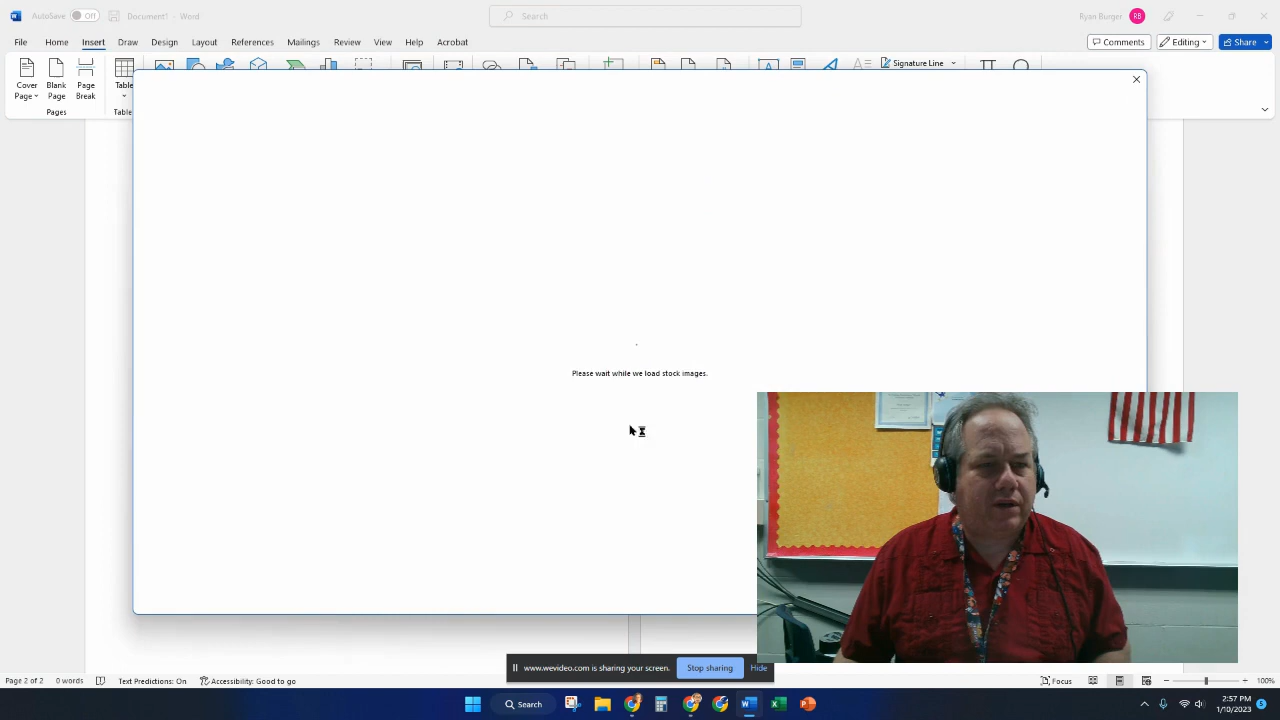 AutoSave Off Document1 - Word Search Ryan Burger RB
File Home Insert Draw Design Layout References Mailings Review View Help Acrobat Comments Editing Share
Cover Page Blank Page Page Break Table Signature Line
Pages Table
Please wait while we load stock images.
www.wevideo.com is sharing your screen. Stop sharing Hide
Page 2 of 2 0 words Text Predictions: On Accessibility: Good to go Focus 100%
Search 2:57 PM
1/10/2023